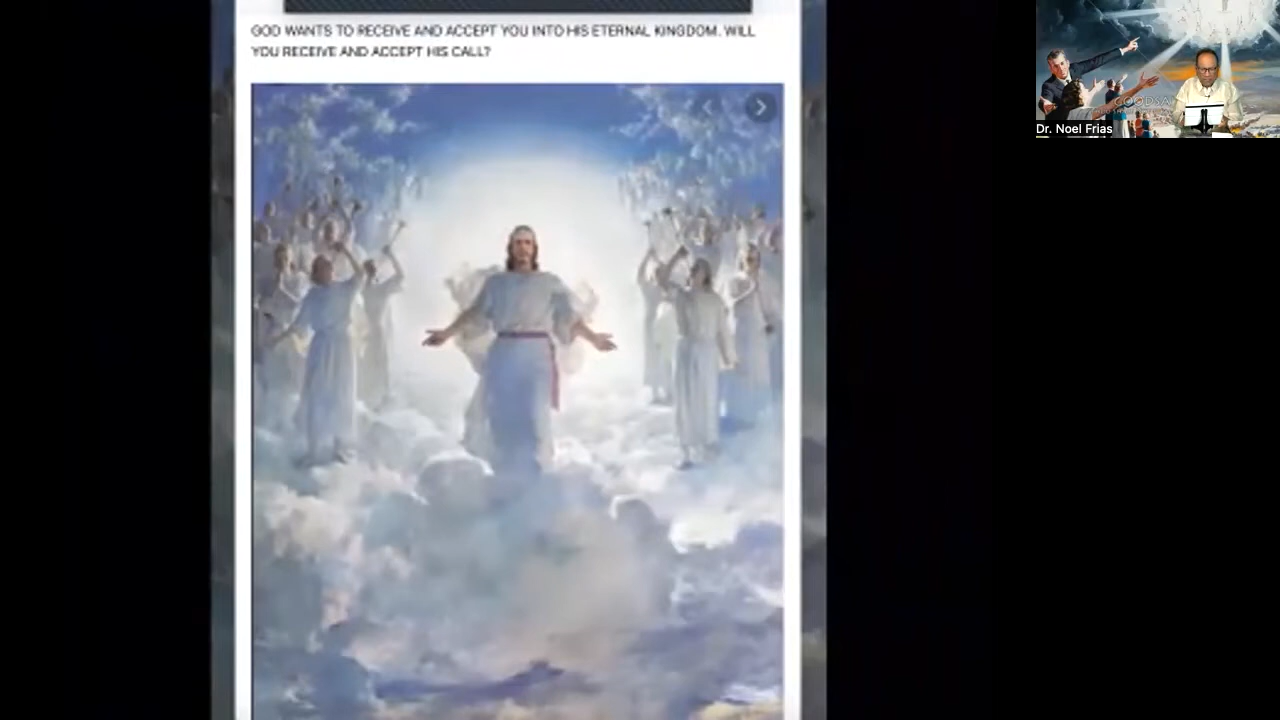 GOD WANTS TO RECEIVE AND ACCEPT YOU INTO HIS ETERNAL KINGDOM. WILL
YOU RECEIVE AND ACCEPT HIS CALL?
Dr. Noel Frias